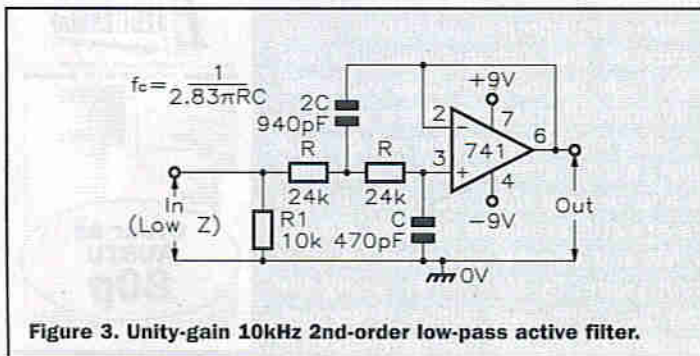 fc = 1
2.83πRC
2C
940pF
+9V
2
7
−
741
6
3
+
4
−9V
R
24k
R
24k
C
470pF
In
(Low Z)
R1
10k
Out
0V
Figure 3. Unity-gain 10kHz 2nd-order low-pass active filter.